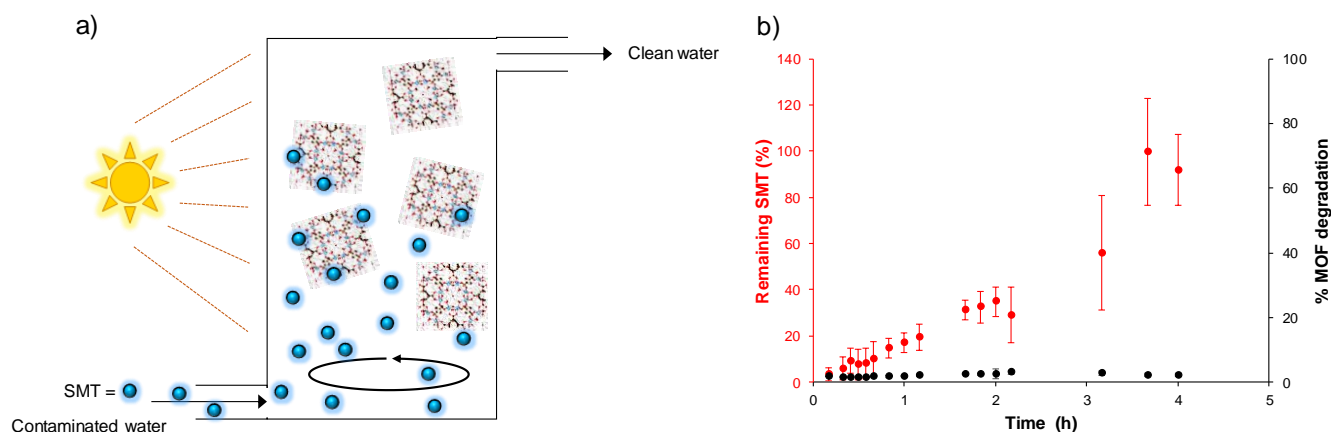 a)
Clean water
SMT =
Contaminated water
b)
140
120
100
80
60
40
20
0
Remaining SMT (%)
100
80
60
40
20
0
% MOF degradation
0 1 2 3 4 5
Time (h)